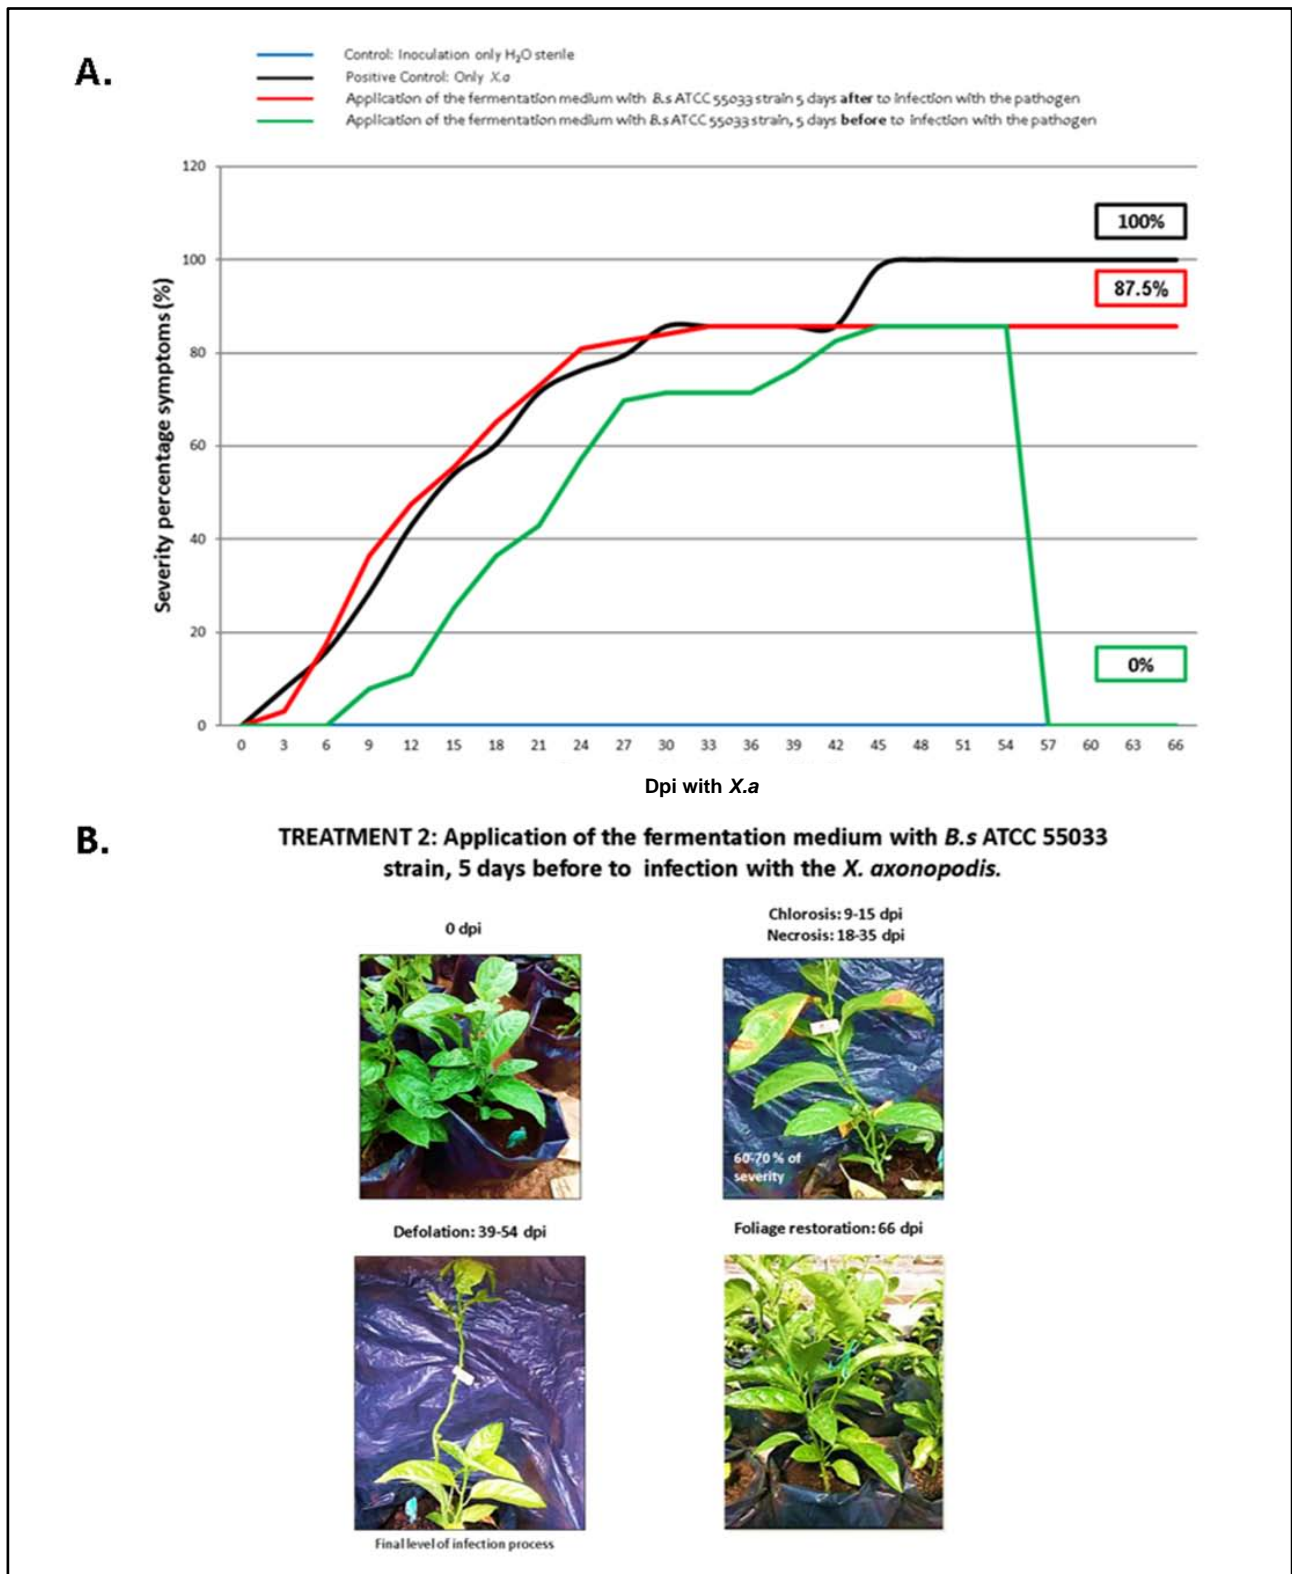 A.
Control: Inoculation only H₂O sterile
Positive Control: Only X.a
Application of the fermentation medium with B.s ATCC 55033 strain 5 days after to infection with the pathogen
Application of the fermentation medium with B.s ATCC 55033 strain, 5 days before to infection with the pathogen
Severity percentage symptoms (%)
120
100
80
60
40
20
0
100%
87.5%
0%
0 3 6 9 12 15 18 21 24 27 30 33 36 39 42 45 48 51 54 57 60 63 66
Dpi with X.a
B.
TREATMENT 2: Application of the fermentation medium with B.s ATCC 55033
strain, 5 days before to infection with the X. axonopodis.
0 dpi
Chlorosis: 9-15 dpi
Necrosis: 18-35 dpi
60-70 % of
severity
Defolation: 39-54 dpi
Foliage restoration: 66 dpi
Final level of infection process